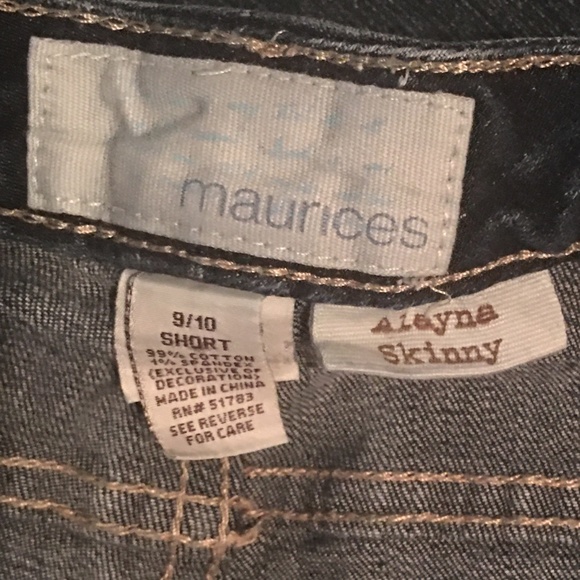 maurices
9/10
SHORT
99% COTTON
1% SPANDEX
(EXCLUSIVE OF
DECORATION)
MADE IN CHINA
RN# 51783
SEE REVERSE
FOR CARE
Alayna
Skinny